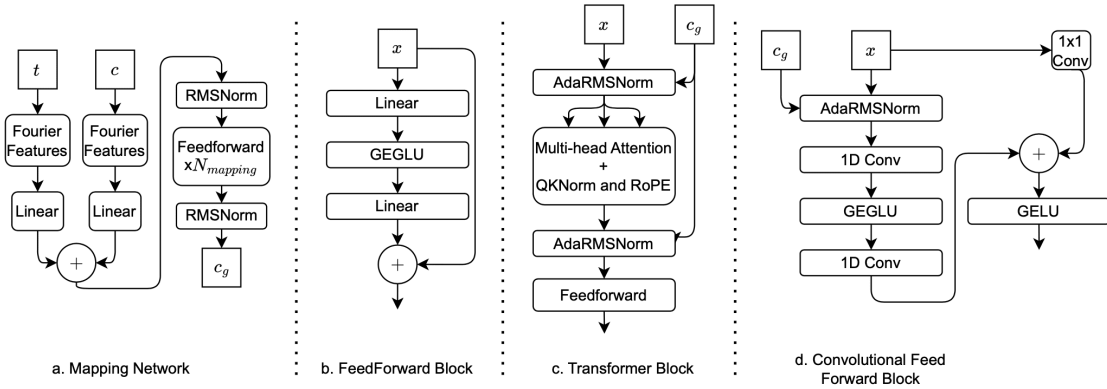 t
c
Fourier
Features
Fourier
Features
Linear
Linear
+
RMSNorm
Feedforward
xN_{mapping}
RMSNorm
c_g
a. Mapping Network
x
Linear
GEGLU
Linear
+
b. FeedForward Block
x
c_g
AdaRMSNorm
Multi-head Attention
+
QKNorm and RoPE
AdaRMSNorm
Feedforward
c. Transformer Block
c_g
x
1x1
Conv
AdaRMSNorm
1D Conv
GEGLU
1D Conv
+
GELU
d. Convolutional Feed
Forward Block